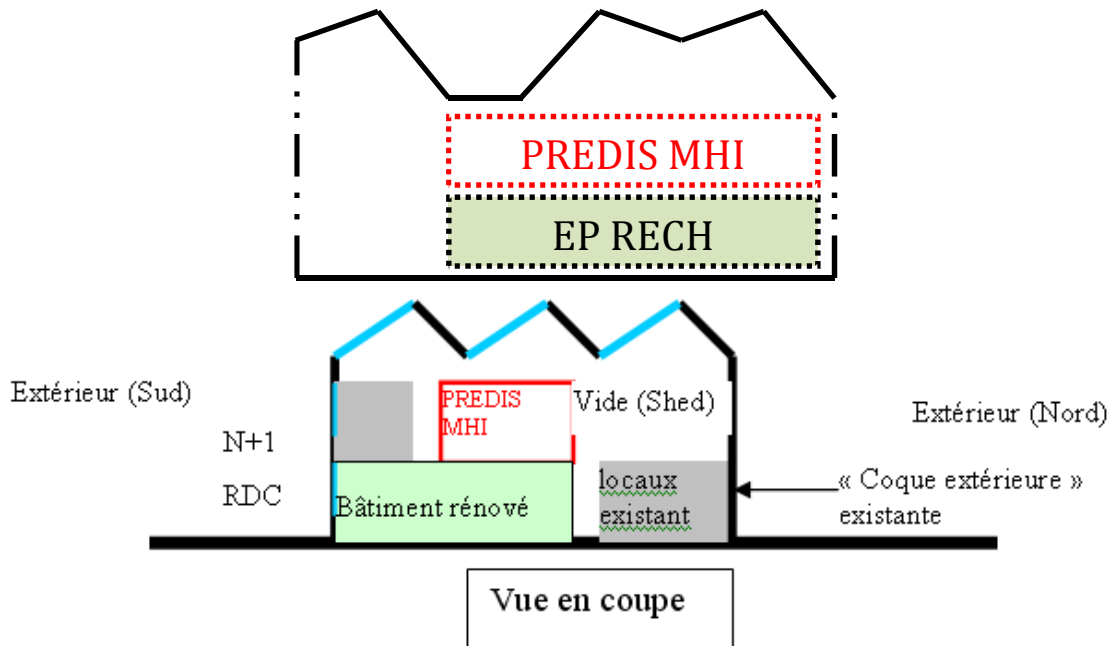 PREDIS MHI
EP RECH
Extérieur (Sud)
PREDIS
MHI
Vide (Shed)
Extérieur (Nord)
N+1
RDC
Bâtiment rénové
locaux
existant
« Coque extérieure »
existante
Vue en coupe